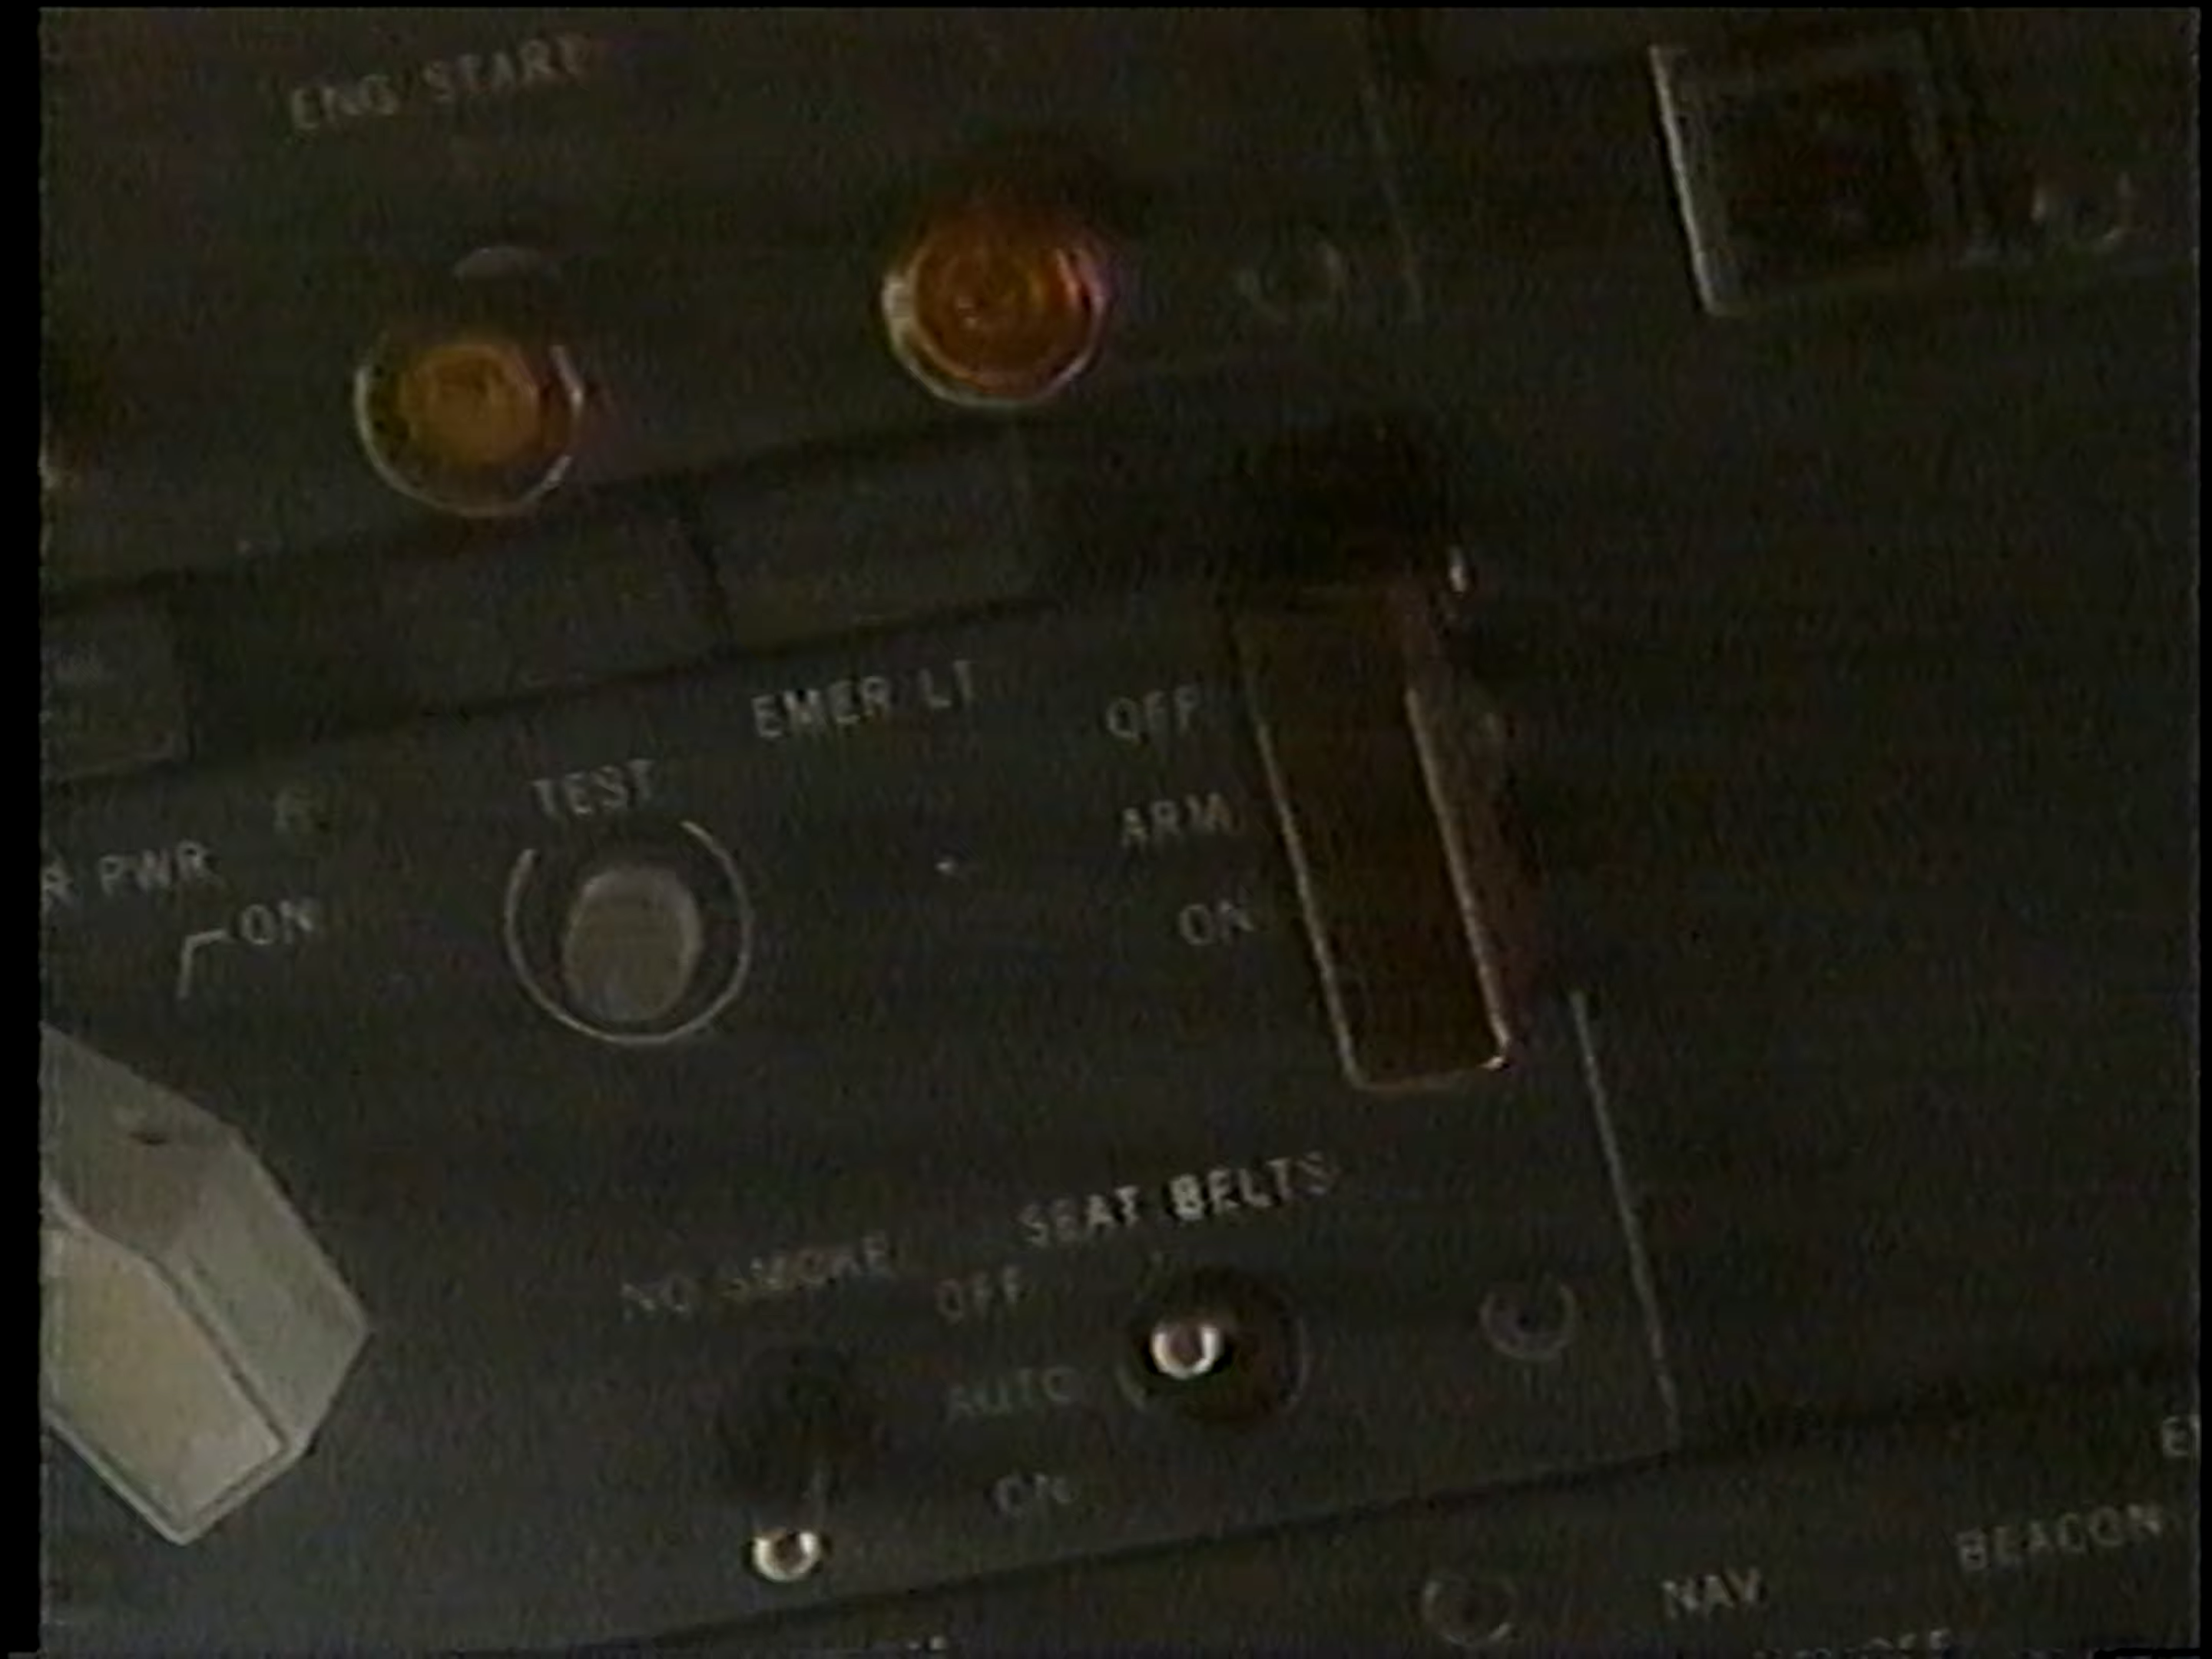 ENG START
EMER LT
OFF
TEST
ARM
R PWR
ON
ON
SEAT BELTS
NO SMOKE
OFF
AUTO
ON
BEACON
NAV